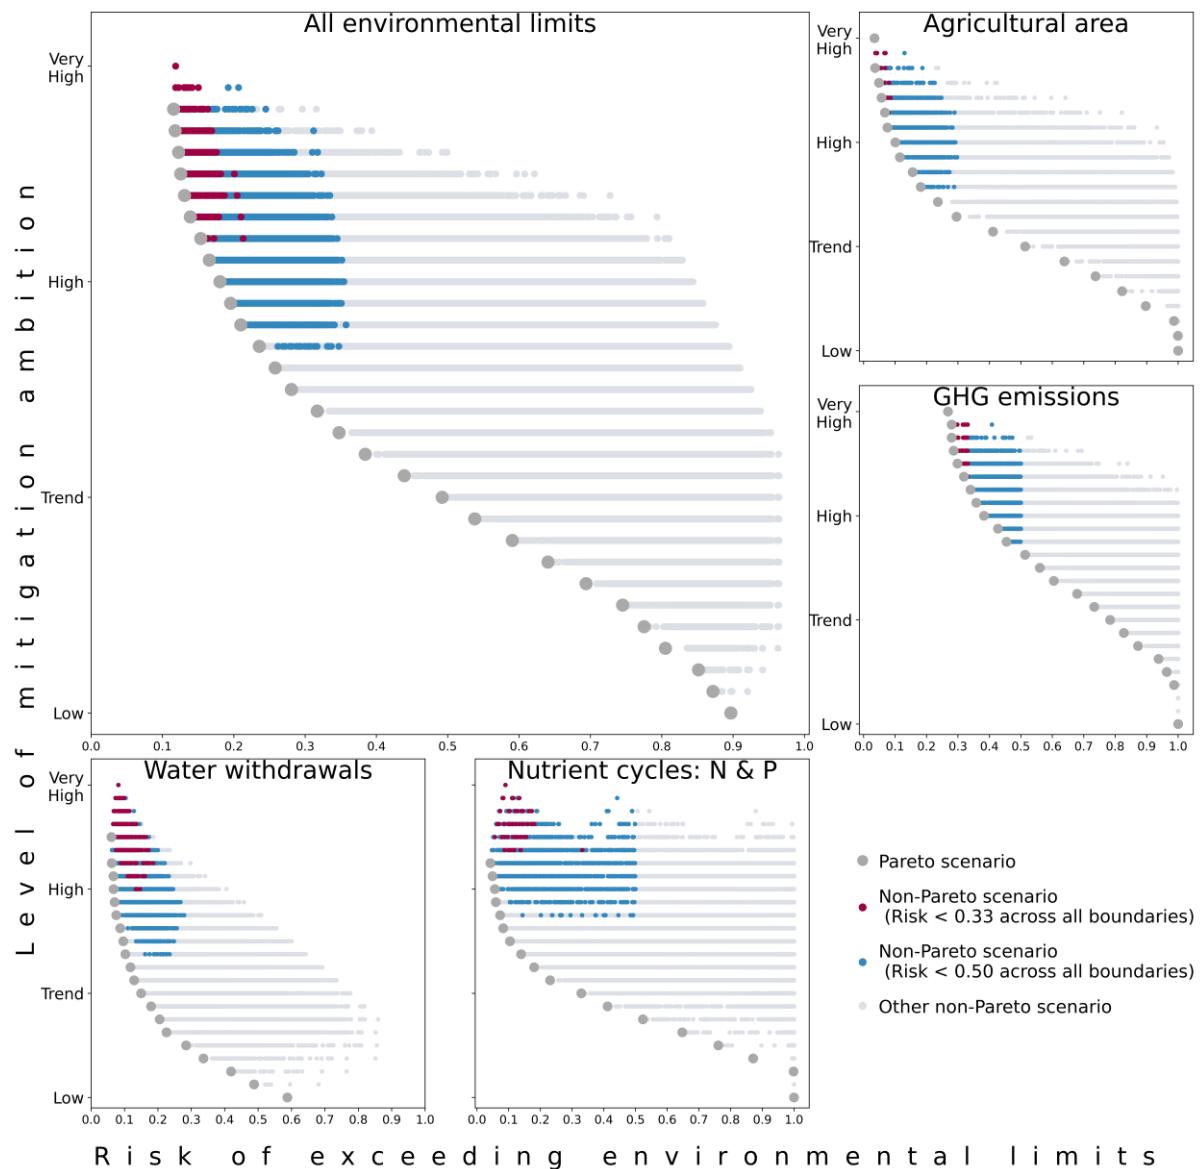 All environmental limits
Very
High
High
Trend
Low
0.0 0.1 0.2 0.3 0.4 0.5 0.6 0.7 0.8 0.9 1.0
Agricultural area
Very
High
High
Trend
Low
0.0 0.1 0.2 0.3 0.4 0.5 0.6 0.7 0.8 0.9 1.0
GHG emissions
Very
High
High
Trend
Low
0.0 0.1 0.2 0.3 0.4 0.5 0.6 0.7 0.8 0.9 1.0
Water withdrawals
Very
High
High
Trend
Low
0.0 0.1 0.2 0.3 0.4 0.5 0.6 0.7 0.8 0.9 1.0
Nutrient cycles: N & P
0.0 0.1 0.2 0.3 0.4 0.5 0.6 0.7 0.8 0.9 1.0
Pareto scenario
Non-Pareto scenario
(Risk < 0.33 across all boundaries)
Non-Pareto scenario
(Risk < 0.50 across all boundaries)
Other non-Pareto scenario
Level of mitigation ambition
Risk of exceeding environmental limits